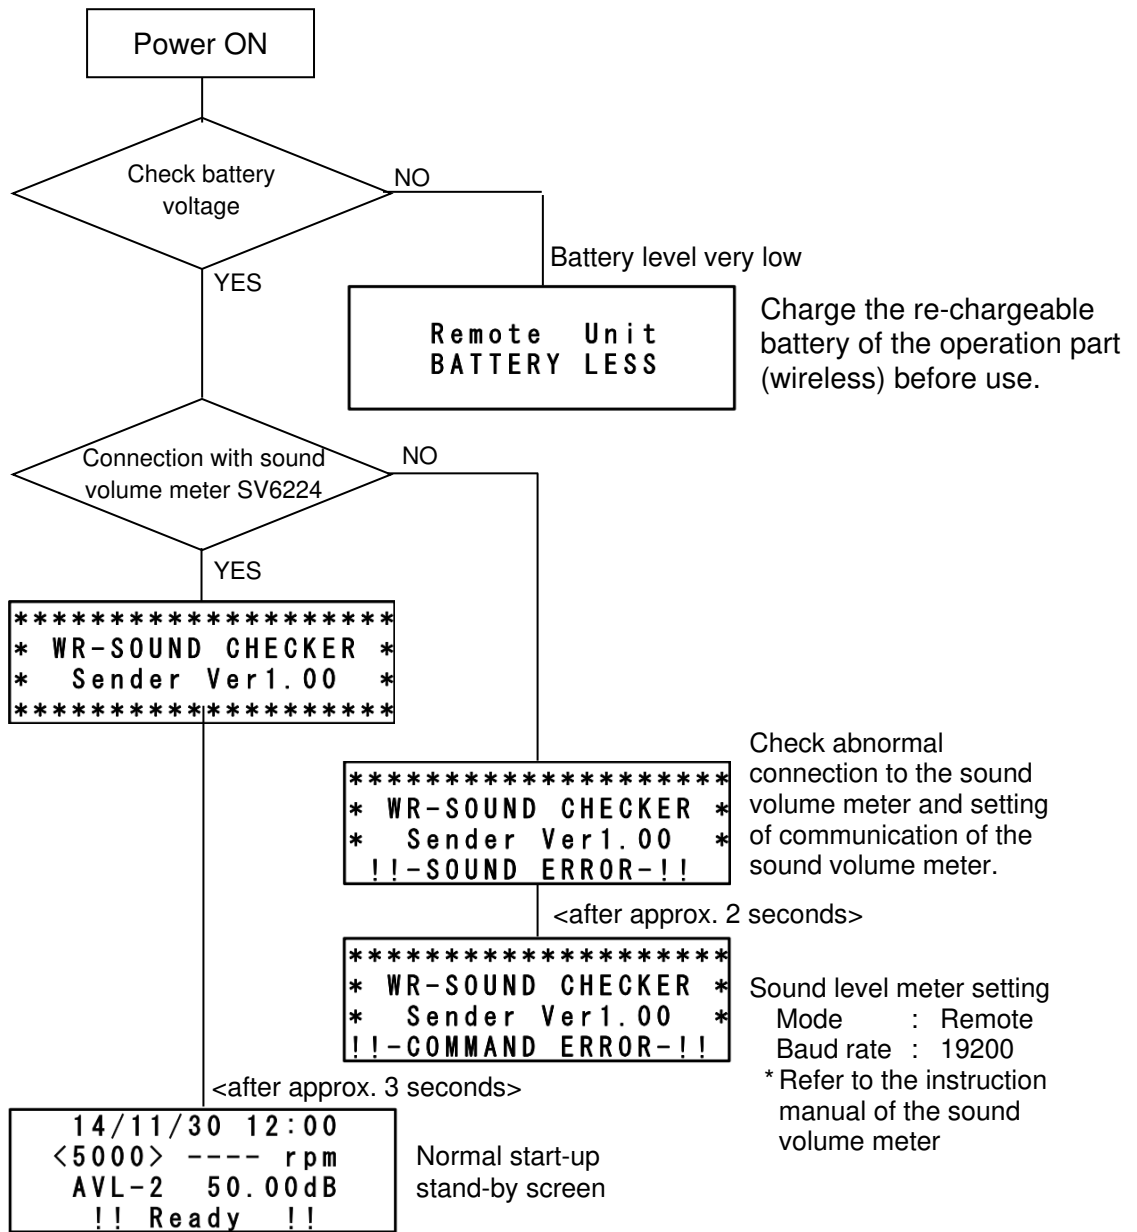 Power ON
Check battery
voltage
NO
YES
Battery level very low
Remote Unit
BATTERY LESS
Charge the re-chargeable
battery of the operation part
(wireless) before use.
Connection with sound
volume meter SV6224
NO
YES
********************
* WR-SOUND CHECKER *
* Sender Ver1.00 *
********************
********************
* WR-SOUND CHECKER *
* Sender Ver1.00 *
!!-SOUND ERROR-!!
Check abnormal
connection to the sound
volume meter and setting
of communication of the
sound volume meter.
<after approx. 2 seconds>
********************
* WR-SOUND CHECKER *
* Sender Ver1.00 *
!!-COMMAND ERROR-!!
Sound level meter setting
Mode : Remote
Baud rate : 19200
* Refer to the instruction
manual of the sound
volume meter
<after approx. 3 seconds>
14/11/30 12:00
<5000> ---- rpm
AVL-2 50.00dB
!! Ready !!
Normal start-up
stand-by screen